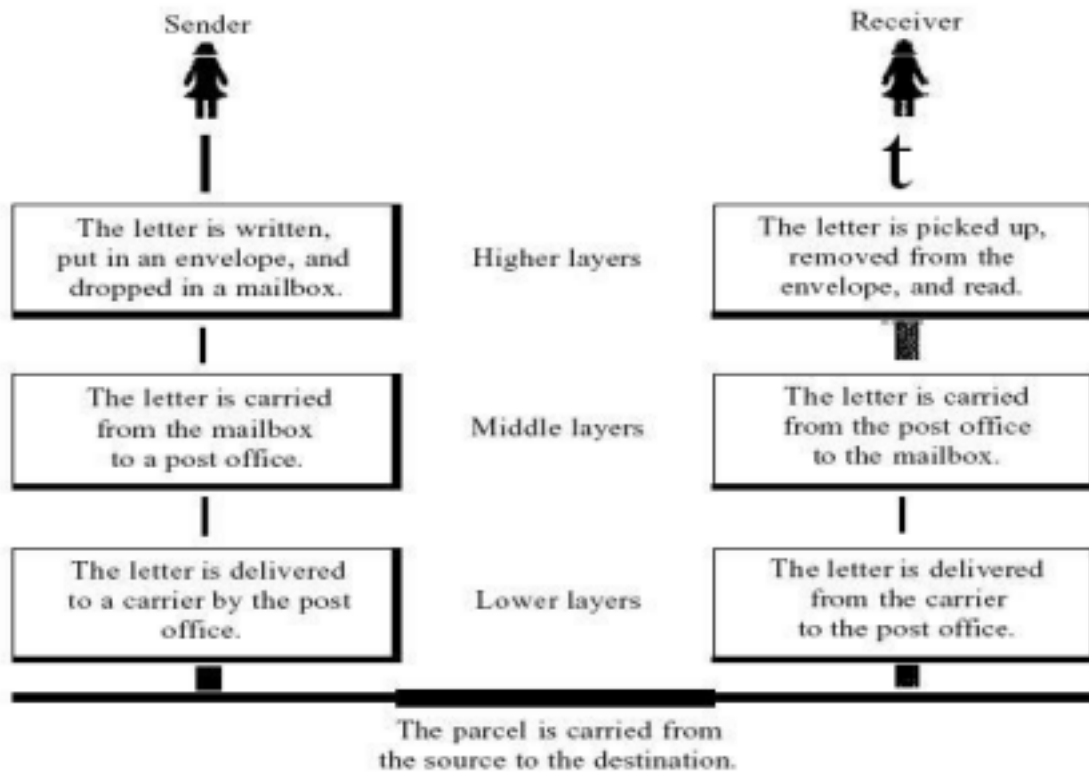 Sender
Receiver
t
The letter is written,
put in an envelope, and
dropped in a mailbox.
Higher layers
The letter is picked up,
removed from the
envelope, and read.
The letter is carried
from the mailbox
to a post office.
Middle layers
The letter is carried
from the post office
to the mailbox.
The letter is delivered
to a carrier by the post
office.
Lower layers
The letter is delivered
from the carrier
to the post office.
The parcel is carried from
the source to the destination.